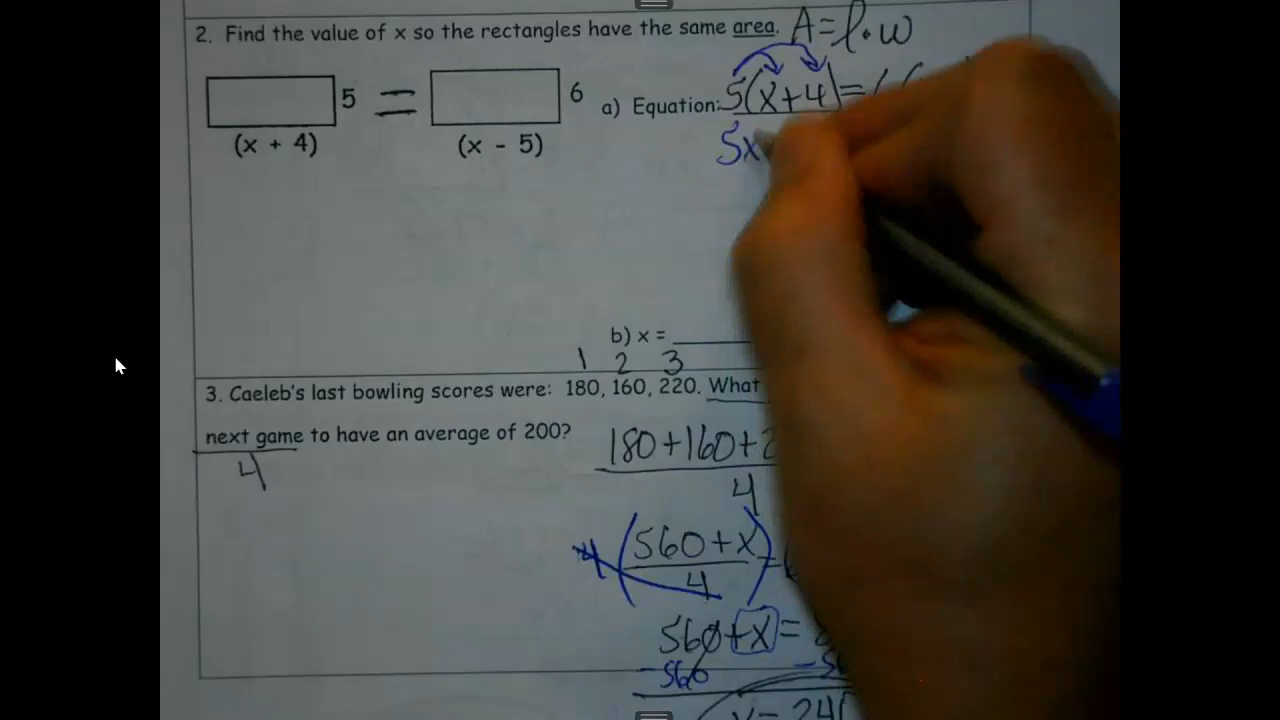 2. Find the value of x so the rectangles have the same area. A = l · w
5 = 6
(x + 4) (x - 5)
a) Equation: 5(x+4) =
5x
b) x =
1 2 3
3. Caeleb's last bowling scores were: 180, 160, 220. What
next game to have an average of 200?
4
180+160+2
4
4 (560+x) =
4
560+x =
-560
x = 240